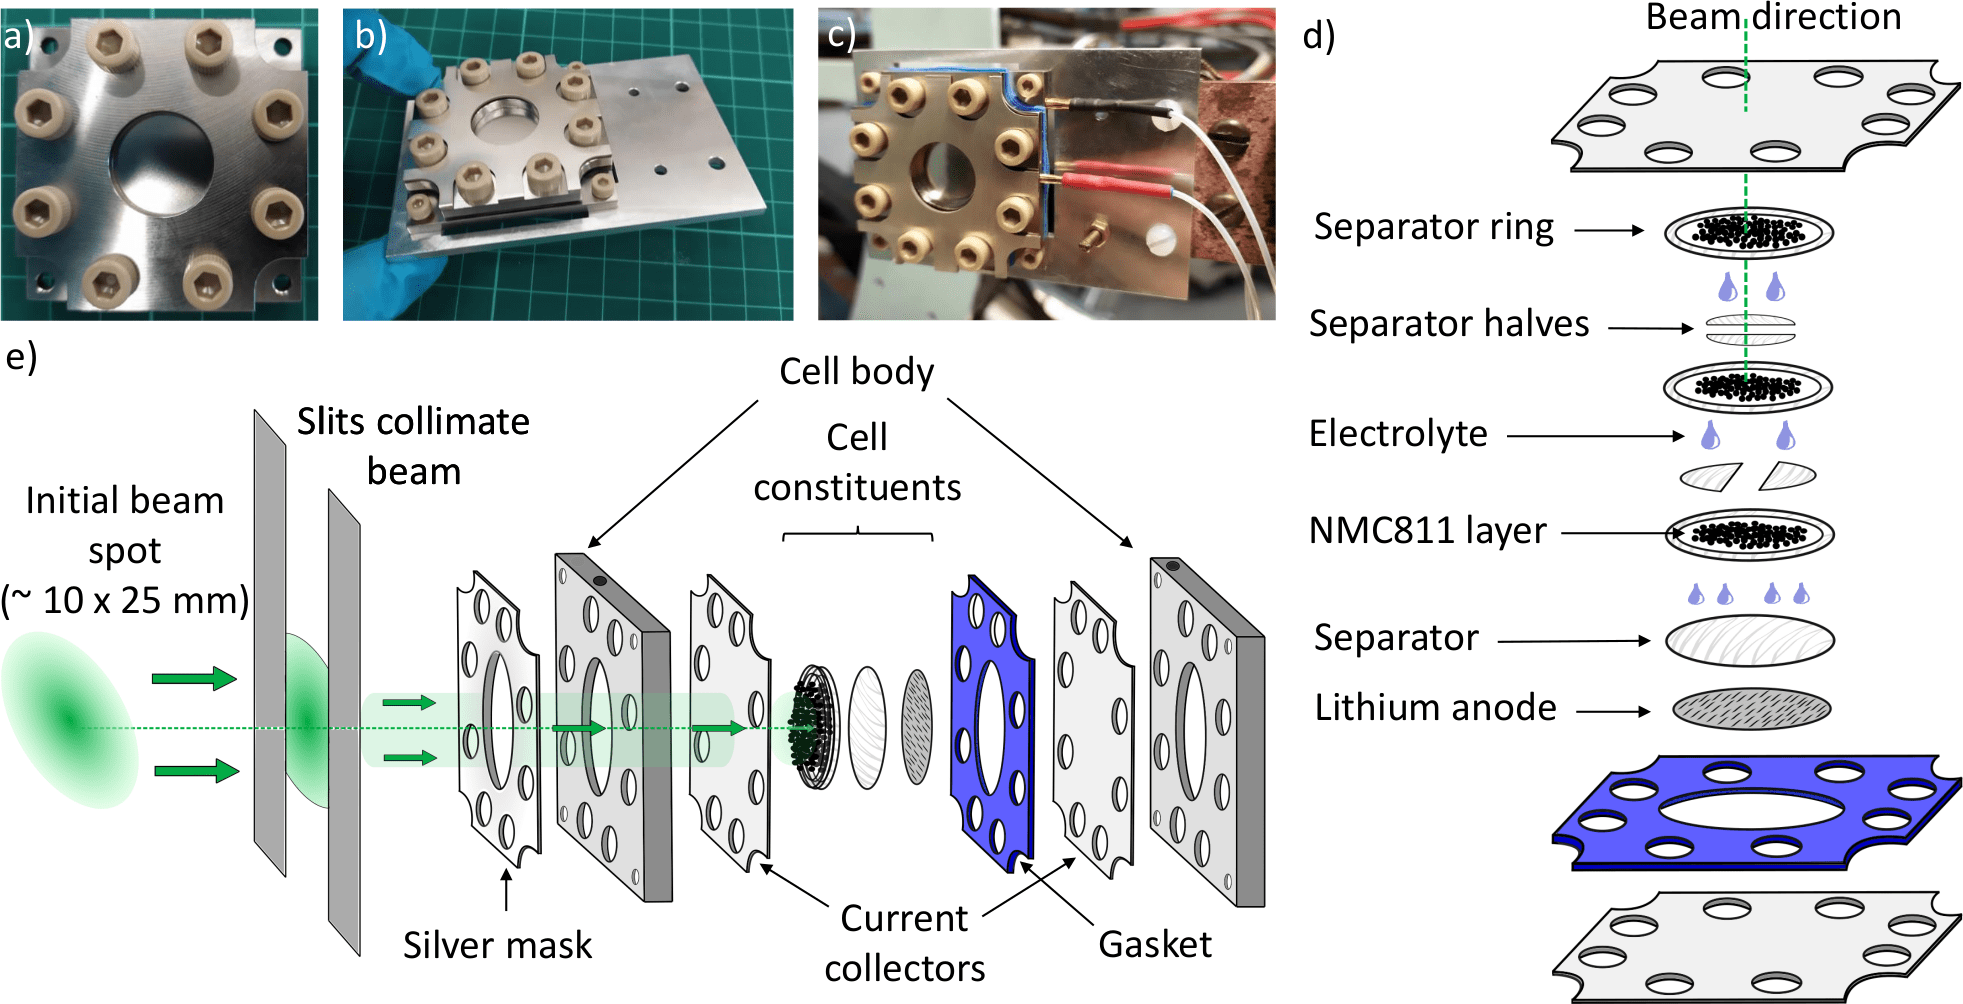 a)
b)
c)
d)
Beam direction
Separator ring
Separator halves
Electrolyte
NMC811 layer
Separator
Lithium anode
e)
Initial beam
spot
(~ 10 x 25 mm)
Slits collimate
beam
Cell body
Cell
constituents
Silver mask
Current
collectors
Gasket